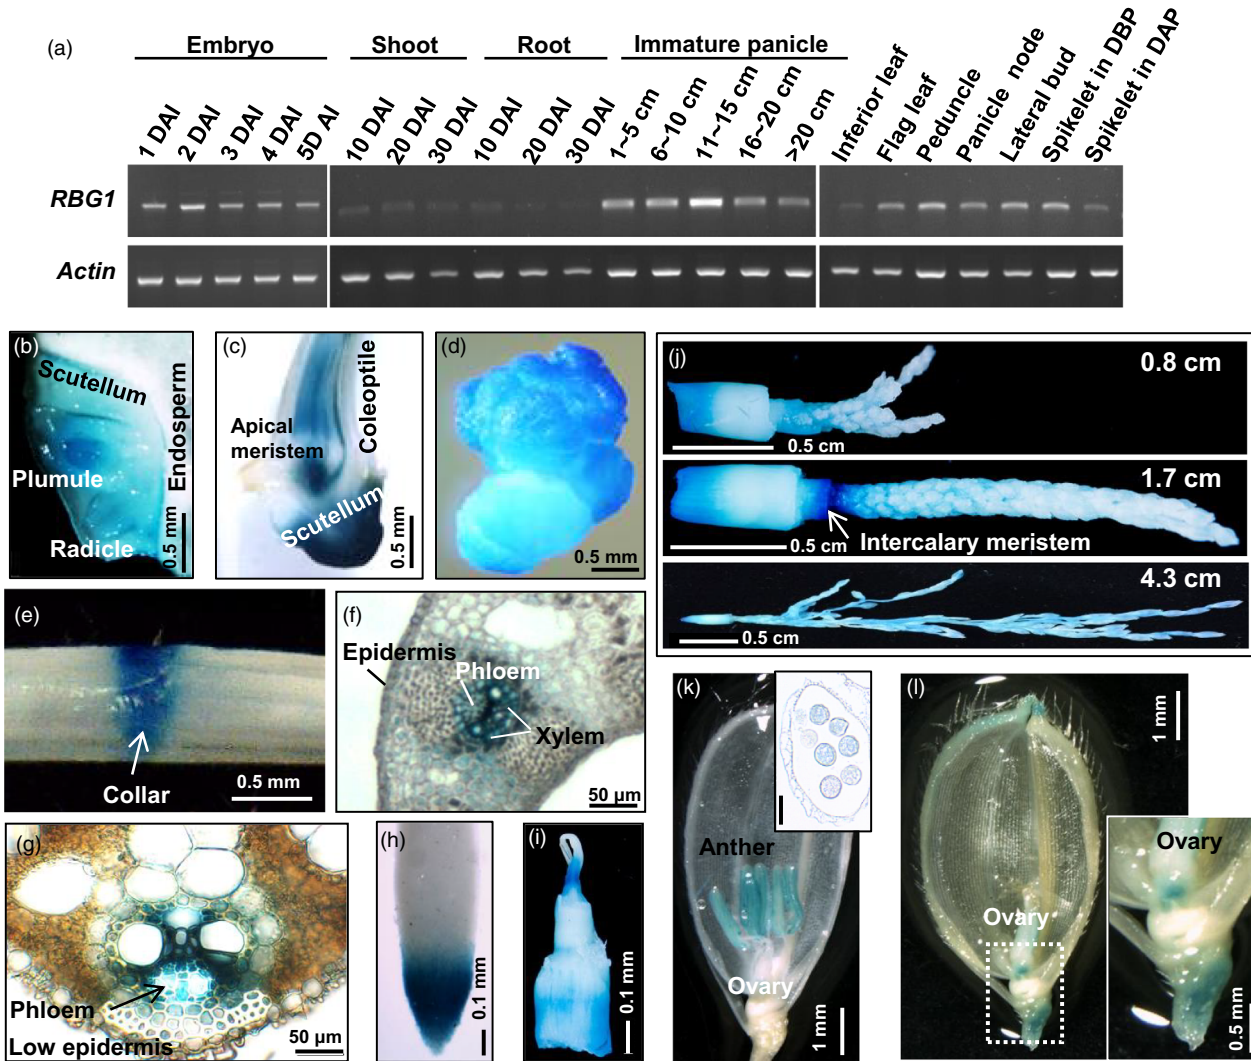 (a)
Embryo
Shoot
Root
Immature panicle
1 DAI
2 DAI
3 DAI
4 DAI
5D AI
10 DAI
20 DAI
30 DAI
10 DAI
20 DAI
30 DAI
1~5 cm
6~10 cm
11~15 cm
16~20 cm
>20 cm
Inferior leaf
Flag leaf
Peduncle
Panicle node
Lateral bud
Spikelet in DBP
Spikelet in DAP
RBG1
Actin
(b)
Scutellum
Plumule
Radicle
Endosperm
0.5 mm
(c)
Coleoptile
Apical
meristem
Scutellum
0.5 mm
(d)
0.5 mm
(j)
0.8 cm
0.5 cm
1.7 cm
0.5 cm
Intercalary meristem
4.3 cm
0.5 cm
(e)
Collar
0.5 mm
(f)
Epidermis
Phloem
Xylem
50 µm
(g)
Phloem
Low epidermis
50 µm
(h)
0.1 mm
(i)
0.1 mm
(k)
Anther
Ovary
1 mm
(l)
1 mm
Ovary
Ovary
0.5 mm